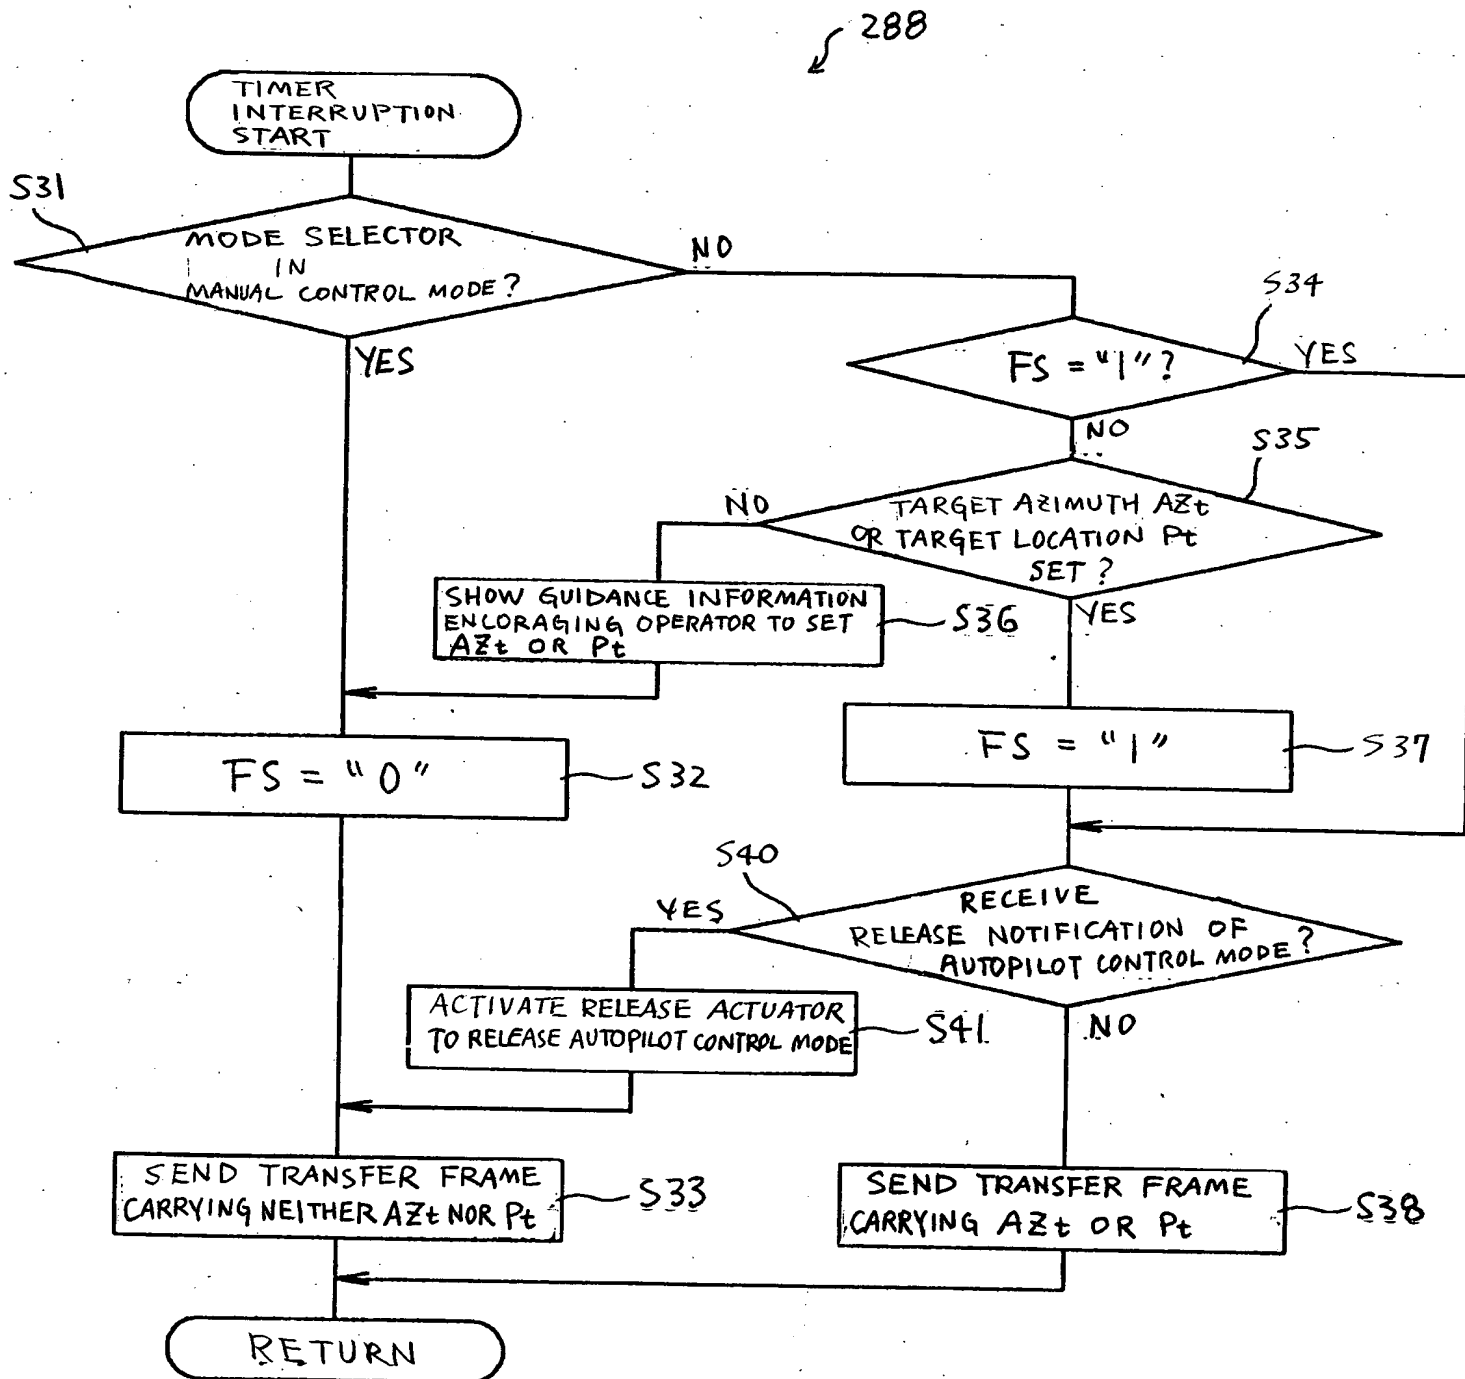 288
TIMER
INTERRUPTION
START
S31
MODE SELECTOR
IN
MANUAL CONTROL MODE?
NO
YES
S34
FS = "1"?
YES
NO
S35
TARGET AZIMUTH AZt
OR TARGET LOCATION Pt
SET?
NO
YES
SHOW GUIDANCE INFORMATION
ENCORAGING OPERATOR TO SET
AZt OR Pt
S36
FS = "0"
S32
FS = "1"
S37
S40
RECEIVE
RELEASE NOTIFICATION OF
AUTOPILOT CONTROL MODE?
YES
NO
ACTIVATE RELEASE ACTUATOR
TO RELEASE AUTOPILOT CONTROL MODE
S41
SEND TRANSFER FRAME
CARRYING NEITHER AZt NOR Pt
S33
SEND TRANSFER FRAME
CARRYING AZt OR Pt
S38
RETURN